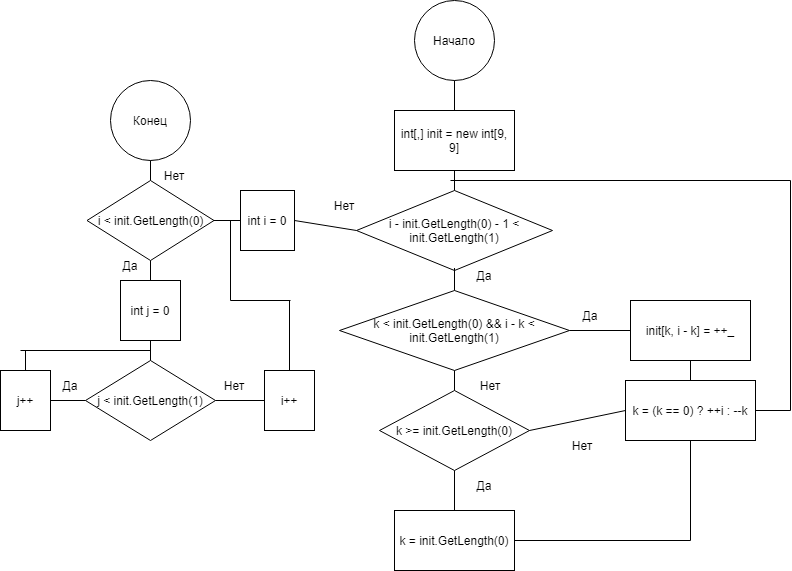 Начало
int[,] init = new int[9,
9]
Конец
Нет
i < init.GetLength(0)
int i = 0
Нет
i - init.GetLength(0) - 1 <
init.GetLength(1)
Да
int j = 0
Да
k < init.GetLength(0) && i - k <
init.GetLength(1)
Да
init[k, i - k] = ++_
j++
Да
j < init.GetLength(1)
Нет
i++
Нет
k >= init.GetLength(0)
Нет
k = (k == 0) ? ++i : --k
Да
k = init.GetLength(0)